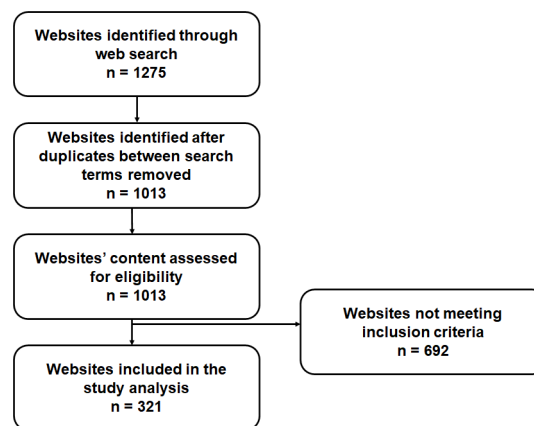 Websites identified through
web search
n = 1275
Websites identified after
duplicates between search
terms removed
n = 1013
Websites’ content assessed
for eligibility
n = 1013
Websites not meeting
inclusion criteria
n = 692
Websites included in the
study analysis
n = 321